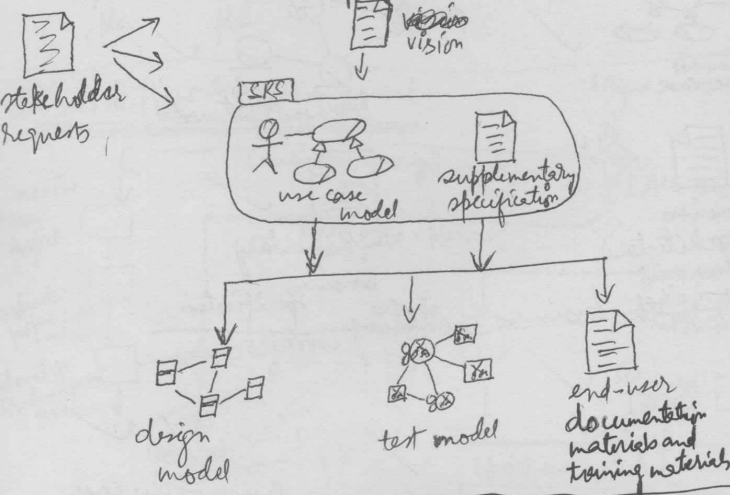 vision
stakeholder
requests
SRS
use case
model
supplementary
specification
design
model
test model
end-user
documentation
materials and
training materials